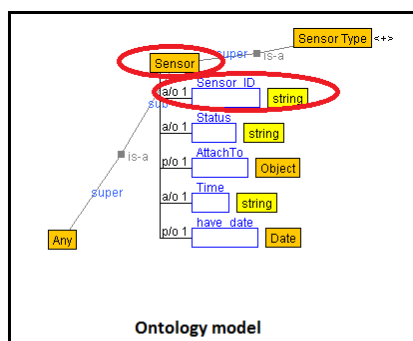 Sensor Type <+>
super
is-a
Sensor
a/o 1 Sensor_ID
string
sub
Status
a/o 1
string
is-a
AttachTo
p/o 1
Object
super
Time
a/o 1
string
Any
have_date
p/o 1
Date
Ontology model